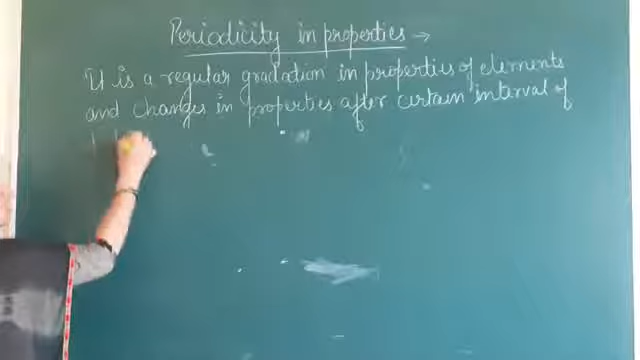 Periodicity in properties →
It is a regular gradation in properties of elements
and changes in properties after certain interval of